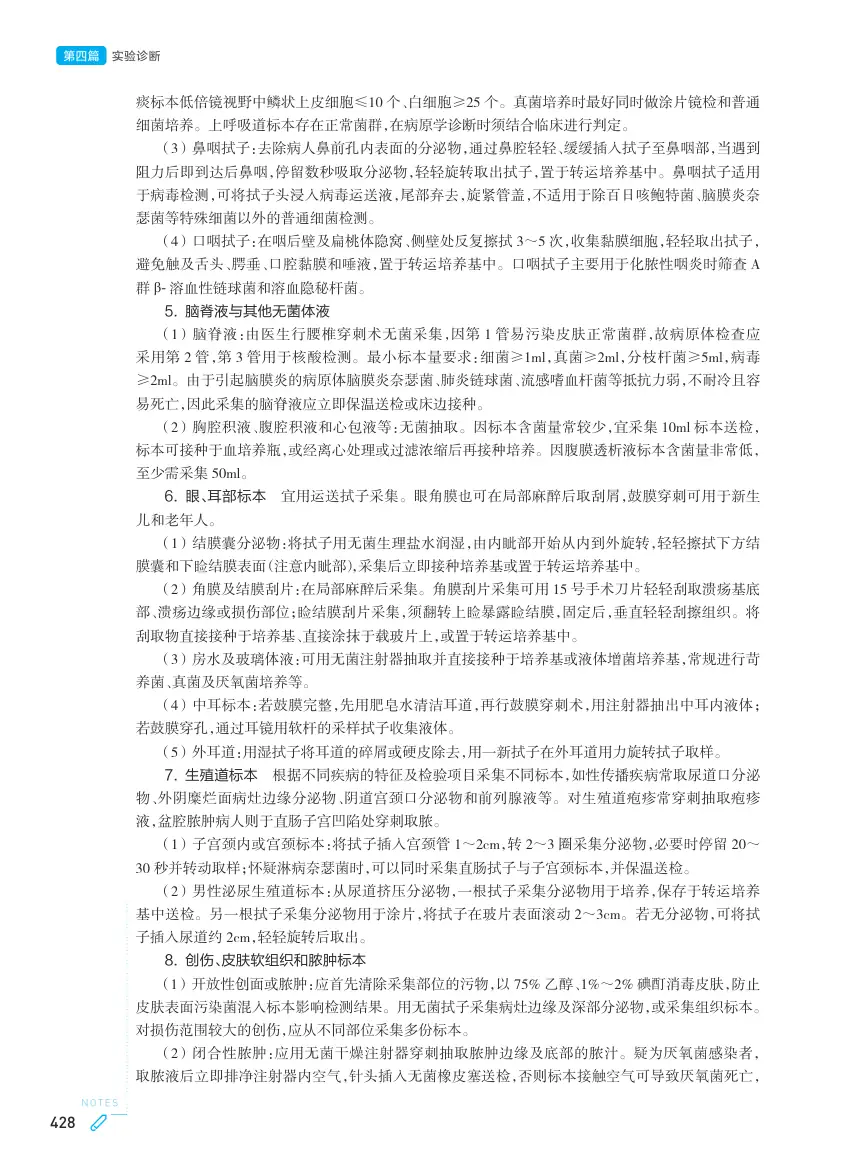 第四篇 实验诊断
痰标本低倍镜视野中鳞状上皮细胞≤10 个、白细胞≥25 个。真菌培养时最好同时做涂片镜检和普通
细菌培养。上呼吸道标本存在正常菌群,在病原学诊断时须结合临床进行判定。
（3）鼻咽拭子:去除病人鼻前孔内表面的分泌物,通过鼻腔轻轻、缓缓插入拭子至鼻咽部,当遇到
阻力后即到达后鼻咽,停留数秒吸取分泌物,轻轻旋转取出拭子,置于转运培养基中。鼻咽拭子适用
于病毒检测,可将拭子头浸入病毒运送液,尾部弃去,旋紧管盖,不适用于除百日咳鲍特菌、脑膜炎奈
瑟菌等特殊细菌以外的普通细菌检测。
（4）口咽拭子:在咽后壁及扁桃体隐窝、侧壁处反复擦拭 3～5 次,收集黏膜细胞,轻轻取出拭子,
避免触及舌头、腭垂、口腔黏膜和唾液,置于转运培养基中。口咽拭子主要用于化脓性咽炎时筛查 A
群 β- 溶血性链球菌和溶血隐秘杆菌。
5. 脑脊液与其他无菌体液
（1）脑脊液:由医生行腰椎穿刺术无菌采集,因第 1 管易污染皮肤正常菌群,故病原体检查应
采用第 2 管,第 3 管用于核酸检测。最小标本量要求:细菌≥1ml,真菌≥2ml,分枝杆菌≥5ml,病毒
≥2ml。由于引起脑膜炎的病原体脑膜炎奈瑟菌、肺炎链球菌、流感嗜血杆菌等抵抗力弱,不耐冷且容
易死亡,因此采集的脑脊液应立即保温送检或床边接种。
（2）胸腔积液、腹腔积液和心包液等:无菌抽取。因标本含菌量常较少,宜采集 10ml 标本送检,
标本可接种于血培养瓶,或经离心处理或过滤浓缩后再接种培养。因腹膜透析液标本含菌量非常低,
至少需采集 50ml。
6. 眼、耳部标本 宜用运送拭子采集。眼角膜也可在局部麻醉后取刮屑,鼓膜穿刺可用于新生
儿和老年人。
（1）结膜囊分泌物:将拭子用无菌生理盐水润湿,由内眦部开始从内到外旋转,轻轻擦拭下方结
膜囊和下睑结膜表面(注意内眦部),采集后立即接种培养基或置于转运培养基中。
（2）角膜及结膜刮片:在局部麻醉后采集。角膜刮片采集可用 15 号手术刀片轻轻刮取溃疡基底
部、溃疡边缘或损伤部位;睑结膜刮片采集,须翻转上睑暴露睑结膜,固定后,垂直轻轻刮擦组织。将
刮取物直接接种于培养基、直接涂抹于载玻片上,或置于转运培养基中。
（3）房水及玻璃体液:可用无菌注射器抽取并直接接种于培养基或液体增菌培养基,常规进行苛
养菌、真菌及厌氧菌培养等。
（4）中耳标本:若鼓膜完整,先用肥皂水清洁耳道,再行鼓膜穿刺术,用注射器抽出中耳内液体;
若鼓膜穿孔,通过耳镜用软杆的采样拭子收集液体。
（5）外耳道:用湿拭子将耳道的碎屑或硬皮除去,用一新拭子在外耳道用力旋转拭子取样。
7. 生殖道标本 根据不同疾病的特征及检验项目采集不同标本,如性传播疾病常取尿道口分泌
物、外阴糜烂面病灶边缘分泌物、阴道宫颈口分泌物和前列腺液等。对生殖道疱疹常穿刺抽取疱疹
液,盆腔脓肿病人则于直肠子宫凹陷处穿刺取脓。
（1）子宫颈内或宫颈标本:将拭子插入宫颈管 1～2cm,转 2～3 圈采集分泌物,必要时停留 20～
30 秒并转动取样;怀疑淋病奈瑟菌时,可以同时采集直肠拭子与子宫颈标本,并保温送检。
（2）男性泌尿生殖道标本:从尿道挤压分泌物,一根拭子采集分泌物用于培养,保存于转运培养
基中送检。另一根拭子采集分泌物用于涂片,将拭子在玻片表面滚动 2～3cm。若无分泌物,可将拭
子插入尿道约 2cm,轻轻旋转后取出。
8. 创伤、皮肤软组织和脓肿标本
（1）开放性创面或脓肿:应首先清除采集部位的污物,以 75% 乙醇、1%～2% 碘酊消毒皮肤,防止
皮肤表面污染菌混入标本影响检测结果。用无菌拭子采集病灶边缘及深部分泌物,或采集组织标本。
对损伤范围较大的创伤,应从不同部位采集多份标本。
（2）闭合性脓肿:应用无菌干燥注射器穿刺抽取脓肿边缘及底部的脓汁。疑为厌氧菌感染者,
取脓液后立即排净注射器内空气,针头插入无菌橡皮塞送检,否则标本接触空气可导致厌氧菌死亡,
NOTES
428